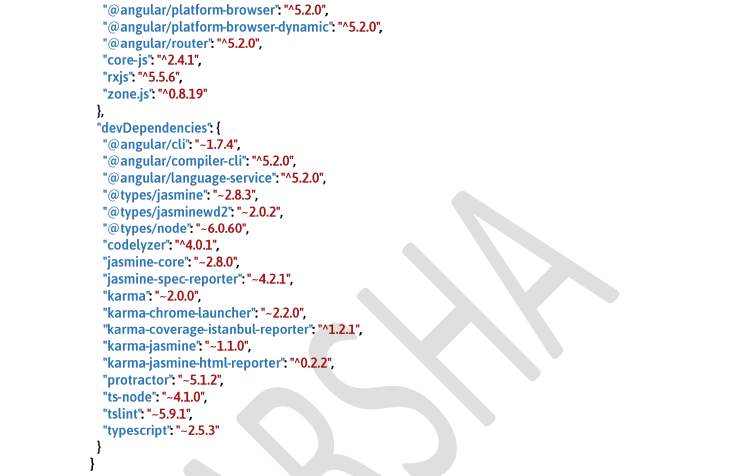 "@angular/platform-browser": "^5.2.0",
"@angular/platform-browser-dynamic": "^5.2.0",
"@angular/router": "^5.2.0",
"core-js": "^2.4.1",
"rxjs": "^5.5.6",
"zone.js": "^0.8.19"
},
"devDependencies": {
"@angular/cli": "~1.7.4",
"@angular/compiler-cli": "^5.2.0",
"@angular/language-service": "^5.2.0",
"@types/jasmine": "~2.8.3",
"@types/jasminewd2": "~2.0.2",
"@types/node": "~6.0.60",
"codelyzer": "^4.0.1",
"jasmine-core": "~2.8.0",
"jasmine-spec-reporter": "~4.2.1",
"karma": "~2.0.0",
"karma-chrome-launcher": "~2.2.0",
"karma-coverage-istanbul-reporter": "^1.2.1",
"karma-jasmine": "~1.1.0",
"karma-jasmine-html-reporter": "^0.2.2",
"protractor": "~5.1.2",
"ts-node": "~4.1.0",
"tslint": "~5.9.1",
"typescript": "~2.5.3"
}
}
ARSHA